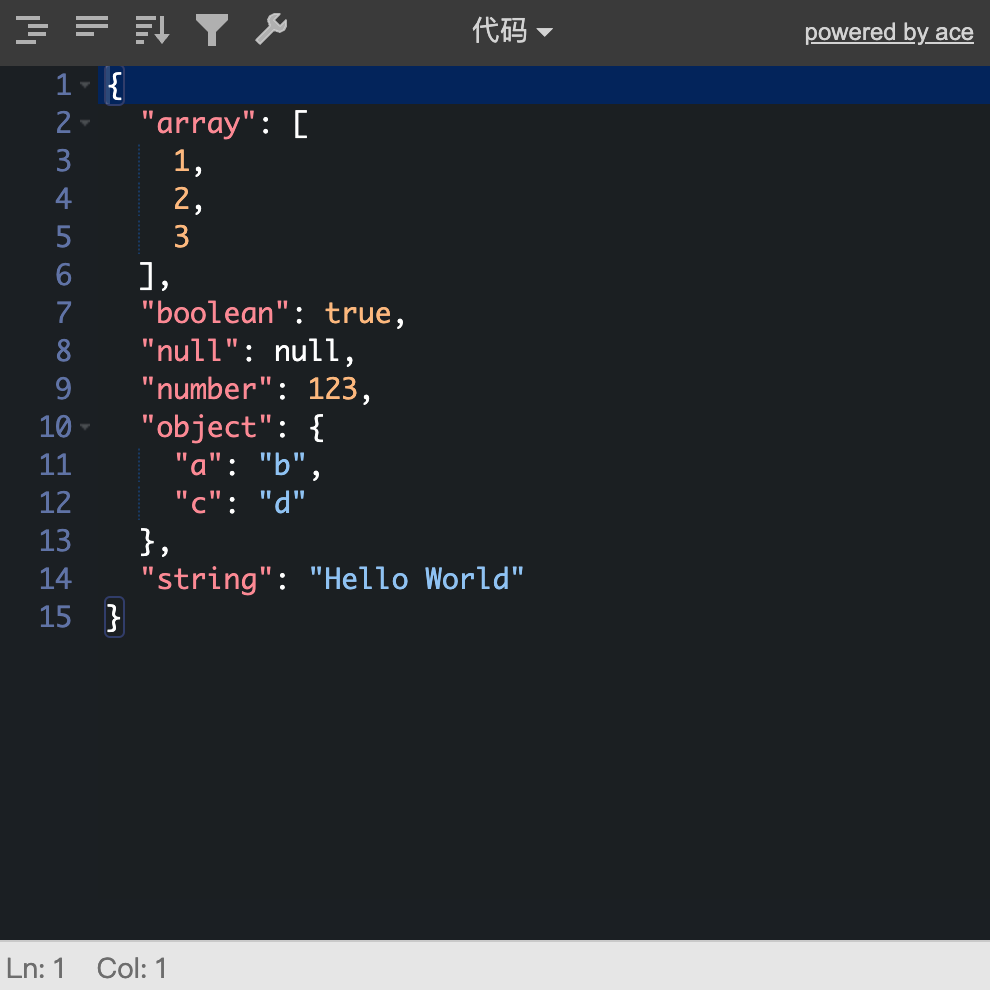 代码
powered by ace
1 {
2 "array": [
3 1,
4 2,
5 3
6 ],
7 "boolean": true,
8 "null": null,
9 "number": 123,
10 "object": {
11 "a": "b",
12 "c": "d"
13 },
14 "string": "Hello World"
15 }
Ln: 1 Col: 1